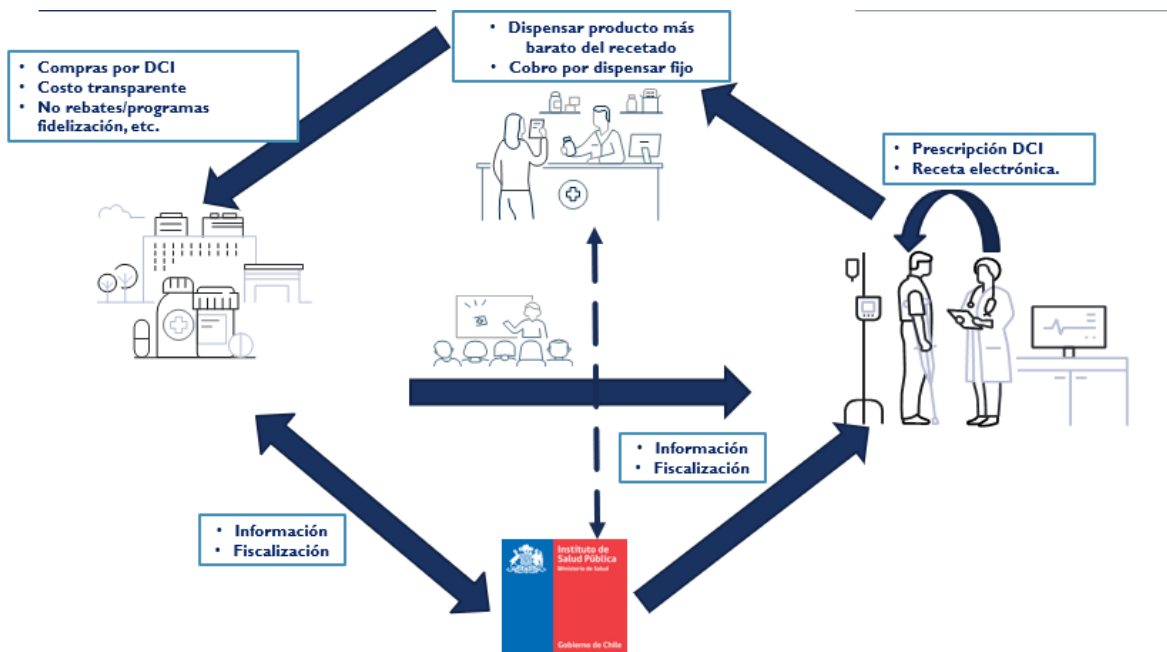 • Dispensar producto más
barato del recetado
• Cobro por dispensar fijo
• Compras por DCI
• Costo transparente
• No rebates/programas
fidelización, etc.
• Prescripción DCI
• Receta electrónica.
• Información
• Fiscalización
• Información
• Fiscalización
Instituto de
Salud Pública
Ministerio de Salud
Gobierno de Chile